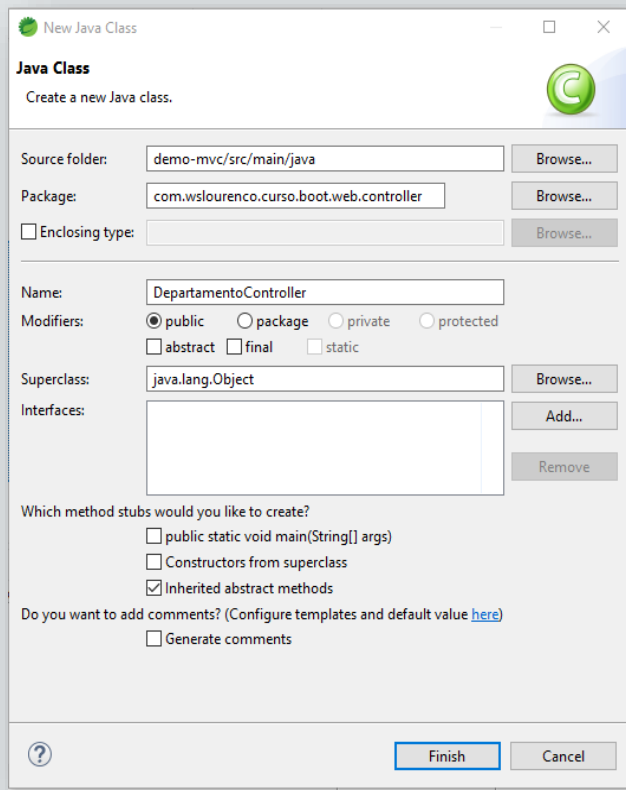 New Java Class
Java Class
Create a new Java class.
C
Source folder: demo-mvc/src/main/java Browse...
Package: com.wslourenco.curso.boot.web.controller Browse...
Enclosing type: Browse...
Name: DepartamentoController
Modifiers: public package private protected
abstract final static
Superclass: java.lang.Object Browse...
Interfaces: Add...
Remove
Which method stubs would you like to create?
public static void main(String[] args)
Constructors from superclass
Inherited abstract methods
Do you want to add comments? (Configure templates and default value here)
Generate comments
? Finish Cancel